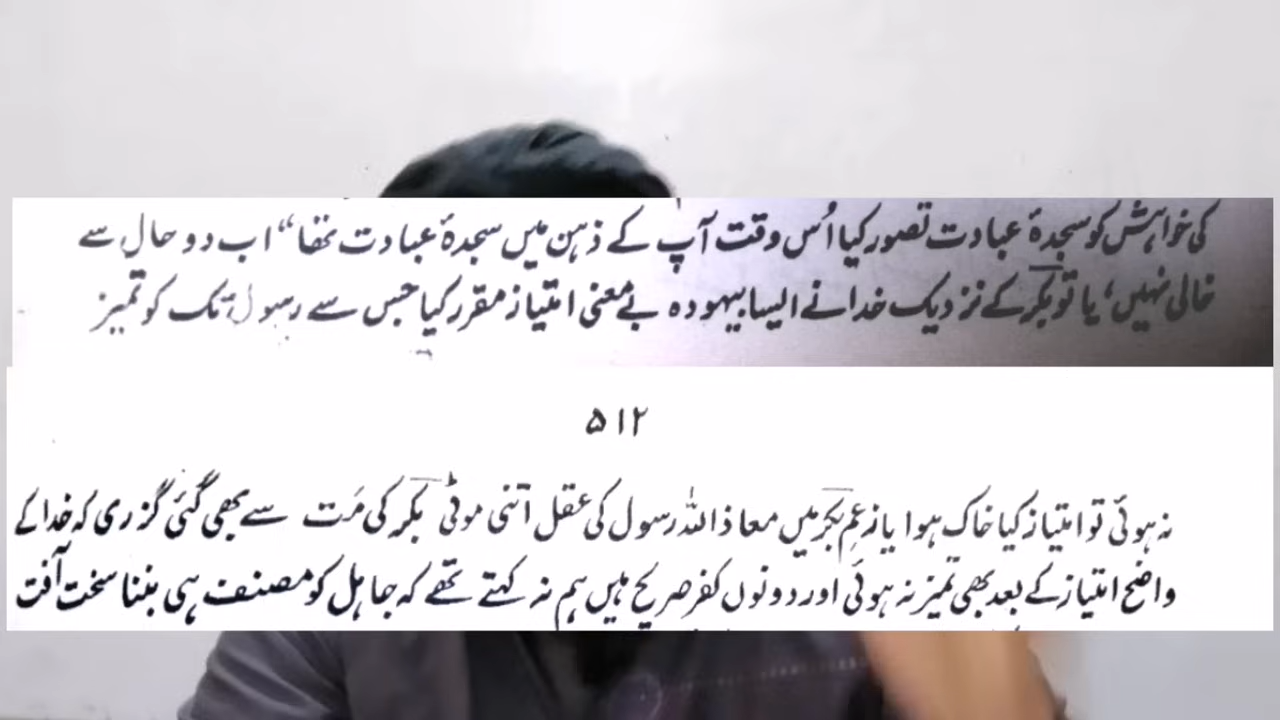 کی خواہش کو سجدۂ عبادت تصور کیا اُس وقت آپ کے ذہن میں سجدۂ عبادت تھا“ اب دو حال سے
خالی نہیں، یا تو بکر کے نزدیک خدا نے ایسا بیہودہ بے معنی امتیاز مقرر کیا جس سے رسول تک کو تمیز
۵۱۲
نہ ہوئی تو امتیاز کیا خاک ہوا یا زعمِ بکر میں معاذ اللہ رسول کی عقل اتنی موٹی بکر کی مَت سے بھی گئی گزری کہ خدا کے
واضح امتیاز کے بعد بھی تمیز نہ ہوئی اور دونوں کفر صریح ہیں ہم نہ کہتے تھے کہ جاہل کو مصنف ہی بننا سخت آفت